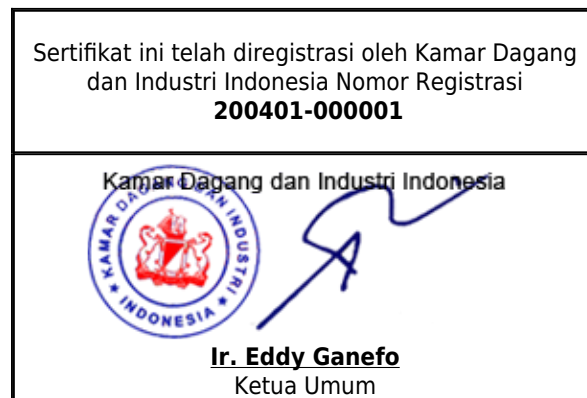 Sertifikat ini telah diregistrasi oleh Kamar Dagang
dan Industri Indonesia Nomor Registrasi
200401-000001
Kamar Dagang dan Industri Indonesia
KAMAR DAGANG DAN INDUSTRI
INDONESIA
Ir. Eddy Ganefo
Ketua Umum